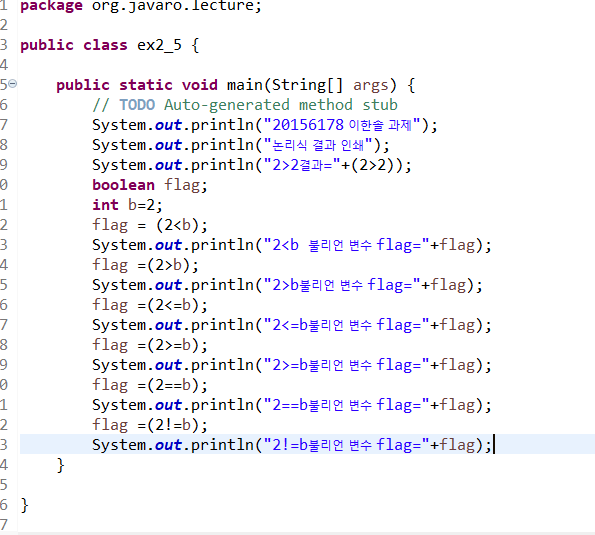 1 package org.javaro.lecture;
2
3 public class ex2_5 {
4
5 public static void main(String[] args) {
6 // TODO Auto-generated method stub
7 System.out.println("20156178 이한솔 과제");
8 System.out.println("논리식 결과 인쇄");
9 System.out.println("2>2결과="+(2>2));
0 boolean flag;
1 int b=2;
2 flag = (2<b);
3 System.out.println("2<b 불리언 변수 flag="+flag);
4 flag =(2>b);
5 System.out.println("2>b불리언 변수 flag="+flag);
6 flag =(2<=b);
7 System.out.println("2<=b불리언 변수 flag="+flag);
8 flag =(2>=b);
9 System.out.println("2>=b불리언 변수 flag="+flag);
0 flag =(2==b);
1 System.out.println("2==b불리언 변수 flag="+flag);
2 flag =(2!=b);
3 System.out.println("2!=b불리언 변수 flag="+flag);
4 }
5
6 }
7